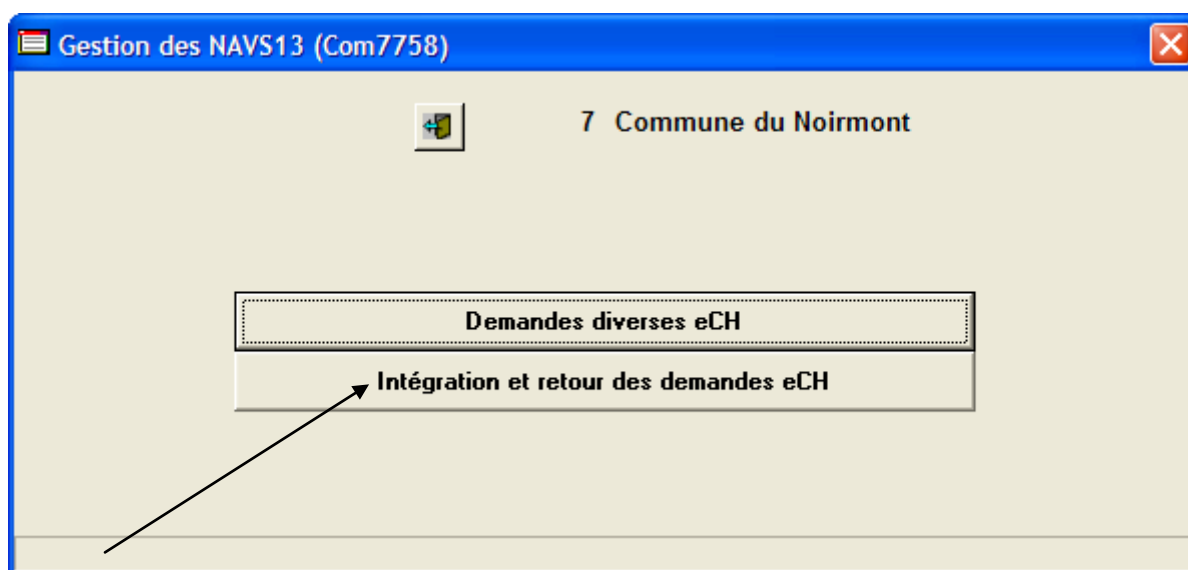 Gestion des NAVS13 (Com7758)
7 Commune du Noirmont
Demandes diverses eCH
Intégration et retour des demandes eCH